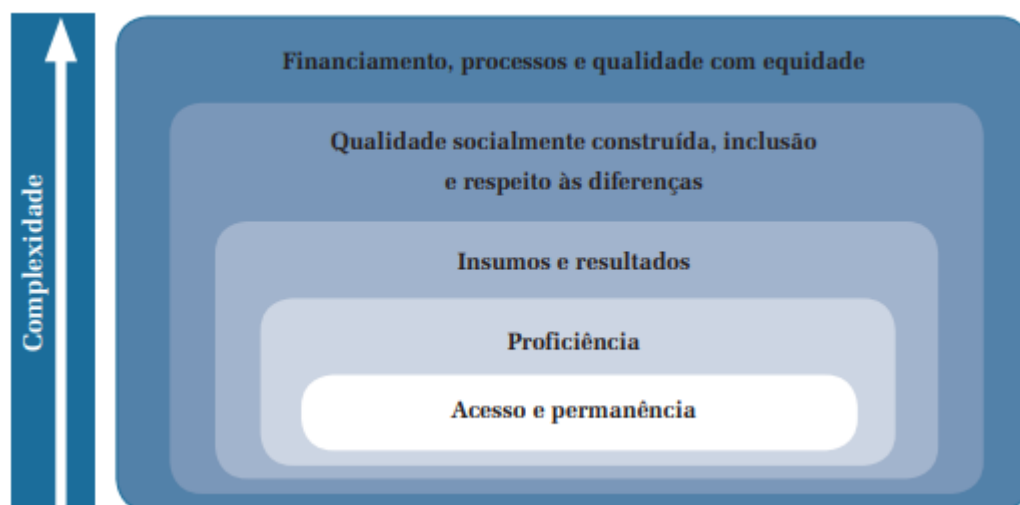 Complexidade
Financiamento, processos e qualidade com equidade
Qualidade socialmente construída, inclusão
e respeito às diferenças
Insumos e resultados
Proficiência
Acesso e permanência